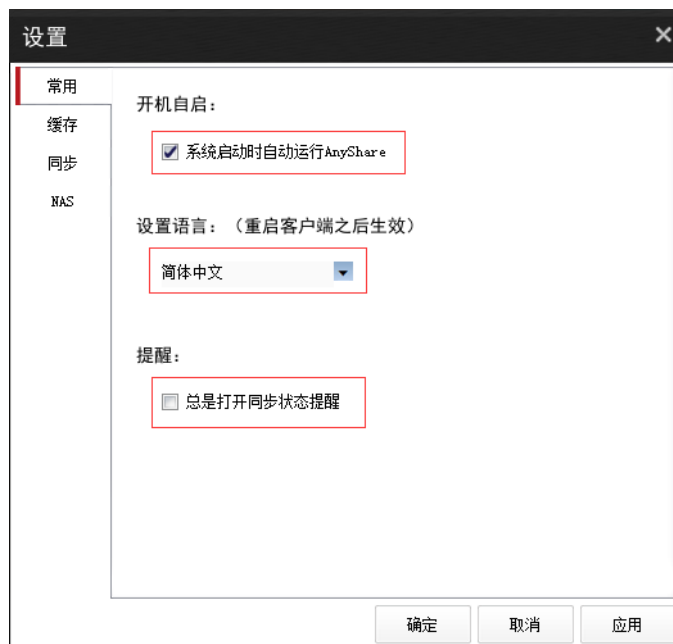 设置
常用
缓存
同步
NAS
开机自启：
系统启动时自动运行AnyShare
设置语言：（重启客户端之后生效）
简体中文
提醒：
总是打开同步状态提醒
确定
取消
应用